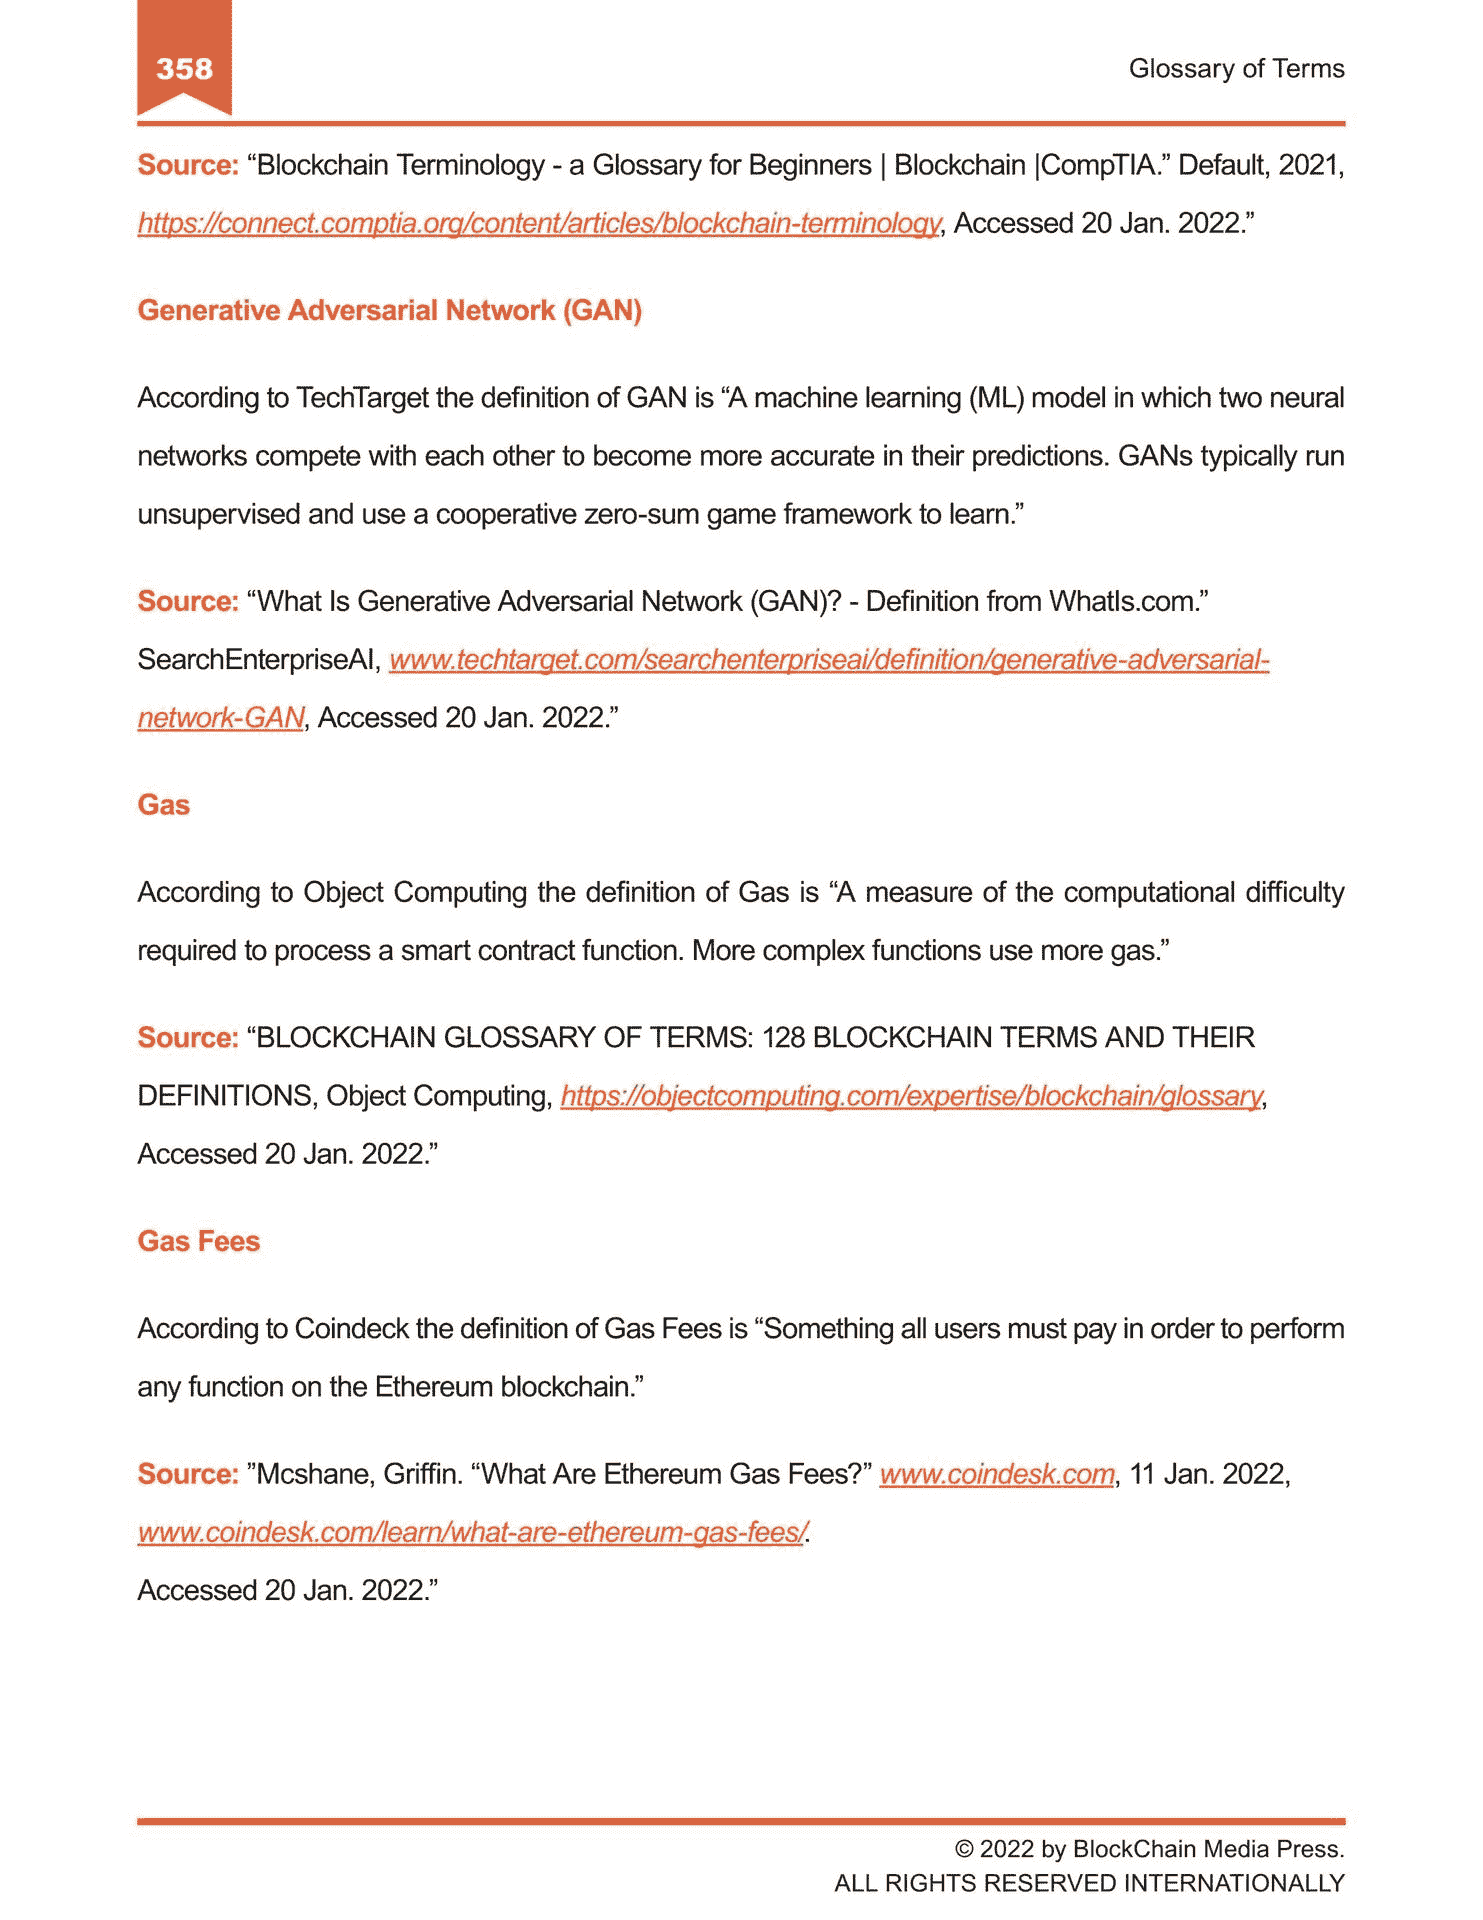 358
Glossary of Terms
Source: “Blockchain Terminology - a Glossary for Beginners | Blockchain |CompTIA.” Default, 2021,
https://connect.comptia.org/content/articles/blockchain-terminology, Accessed 20 Jan. 2022.”
Generative Adversarial Network (GAN)
According to TechTarget the definition of GAN is “A machine learning (ML) model in which two neural
networks compete with each other to become more accurate in their predictions. GANs typically run
unsupervised and use a cooperative zero-sum game framework to learn.”
Source: “What Is Generative Adversarial Network (GAN)? - Definition from WhatIs.com.”
SearchEnterpriseAI, www.techtarget.com/searchenterpriseai/definition/generative-adversarial-
network-GAN, Accessed 20 Jan. 2022.”
Gas
According to Object Computing the definition of Gas is “A measure of the computational difficulty
required to process a smart contract function. More complex functions use more gas.”
Source: “BLOCKCHAIN GLOSSARY OF TERMS: 128 BLOCKCHAIN TERMS AND THEIR
DEFINITIONS, Object Computing, https://objectcomputing.com/expertise/blockchain/glossary,
Accessed 20 Jan. 2022.”
Gas Fees
According to Coindeck the definition of Gas Fees is “Something all users must pay in order to perform
any function on the Ethereum blockchain.”
Source: ”Mcshane, Griffin. “What Are Ethereum Gas Fees?” www.coindesk.com, 11 Jan. 2022,
www.coindesk.com/learn/what-are-ethereum-gas-fees/.
Accessed 20 Jan. 2022.”
© 2022 by BlockChain Media Press.
ALL RIGHTS RESERVED INTERNATIONALLY